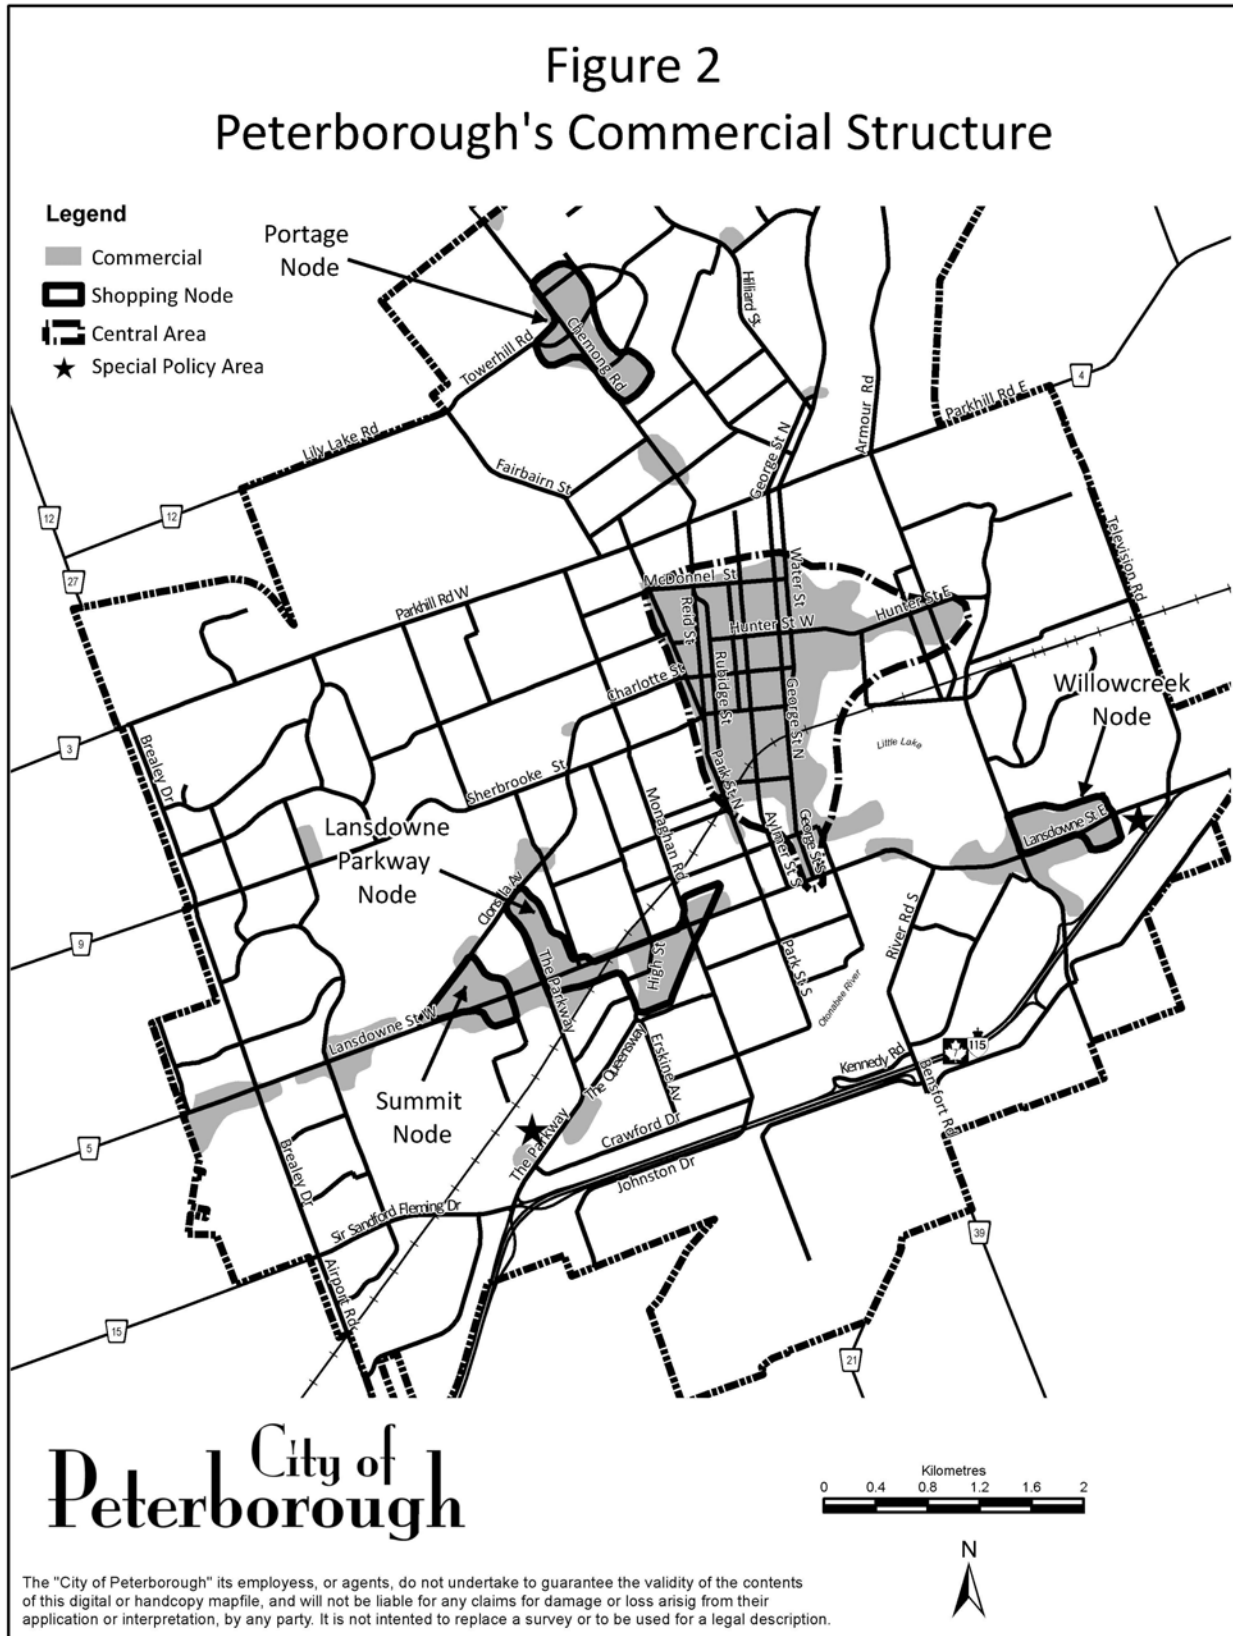 Figure 2
Peterborough's Commercial Structure
Legend
Commercial
Shopping Node
Central Area
Special Policy Area
Portage
Node
Towerhill Rd
Chemong Rd
Hilliard St
Lily Lake Rd
Fairbairn St
George St N
Armour Rd
Parkhill Rd E
4
12
12
27
Television Rd
McDonnel St
Water St
Parkhill Rd W
Reid St
Hunter St W
Hunter St E
Charlotte St
Rubidge St
George St N
Willowcreek
Node
3
Brealey Dr
Little Lake
Sherbrooke St
Park St N
Monaghan Rd
Aylmer St S
George St S
Lansdowne St E
Lansdowne
Parkway
Node
Clonsilla Av
9
The Parkway
High St
Park St S
River Rd S
Otonabee River
Lansdowne St W
Summit
Node
The Queensway
Erskine Av
Kennedy Rd
7
115
Bensfort Rd
5
The Parkway
Crawford Dr
Johnston Dr
Brealey Dr
Sir Sandford Fleming Dr
Airport Rd
39
15
21
City of
Peterborough
Kilometres
0 0.4 0.8 1.2 1.6 2
N
The "City of Peterborough" its employess, or agents, do not undertake to guarantee the validity of the contents
of this digital or handcopy mapfile, and will not be liable for any claims for damage or loss arisig from their
application or interpretation, by any party. It is not intended to replace a survey or to be used for a legal description.